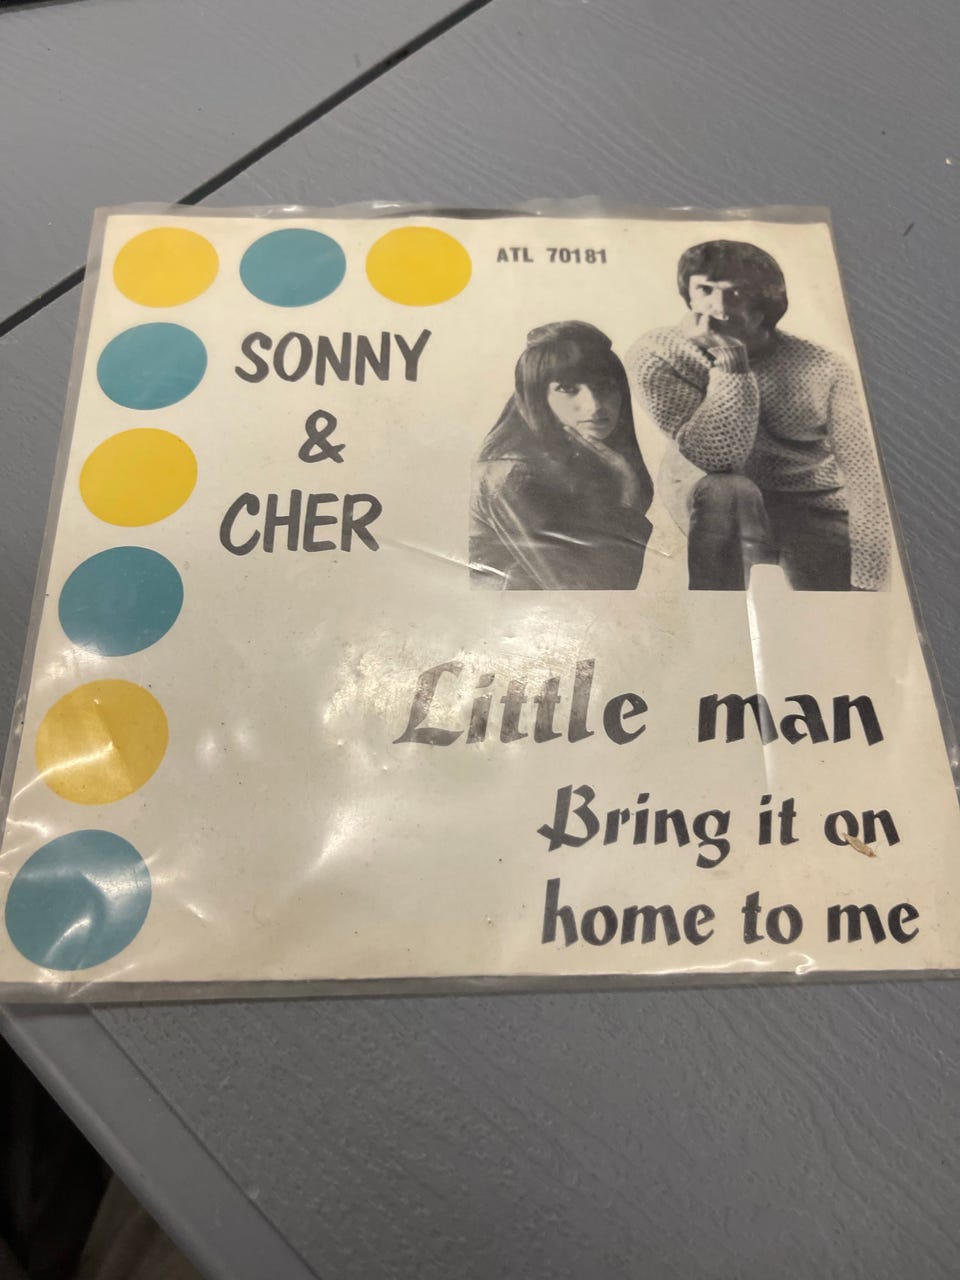 ATL 70181
SONNY
&
CHER
Little man
Bring it on
home to me